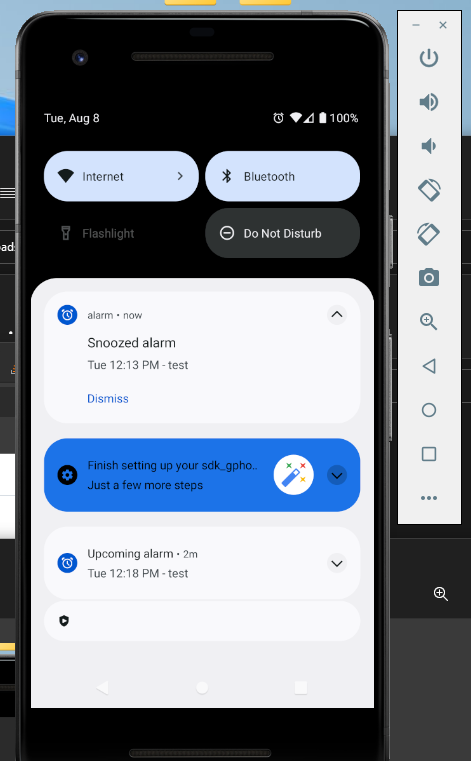 Tue, Aug 8
100%
Internet
Bluetooth
Flashlight
Do Not Disturb
alarm • now
Snoozed alarm
Tue 12:13 PM - test
Dismiss
Finish setting up your sdk_gpho..
Just a few more steps
Upcoming alarm • 2m
Tue 12:18 PM - test